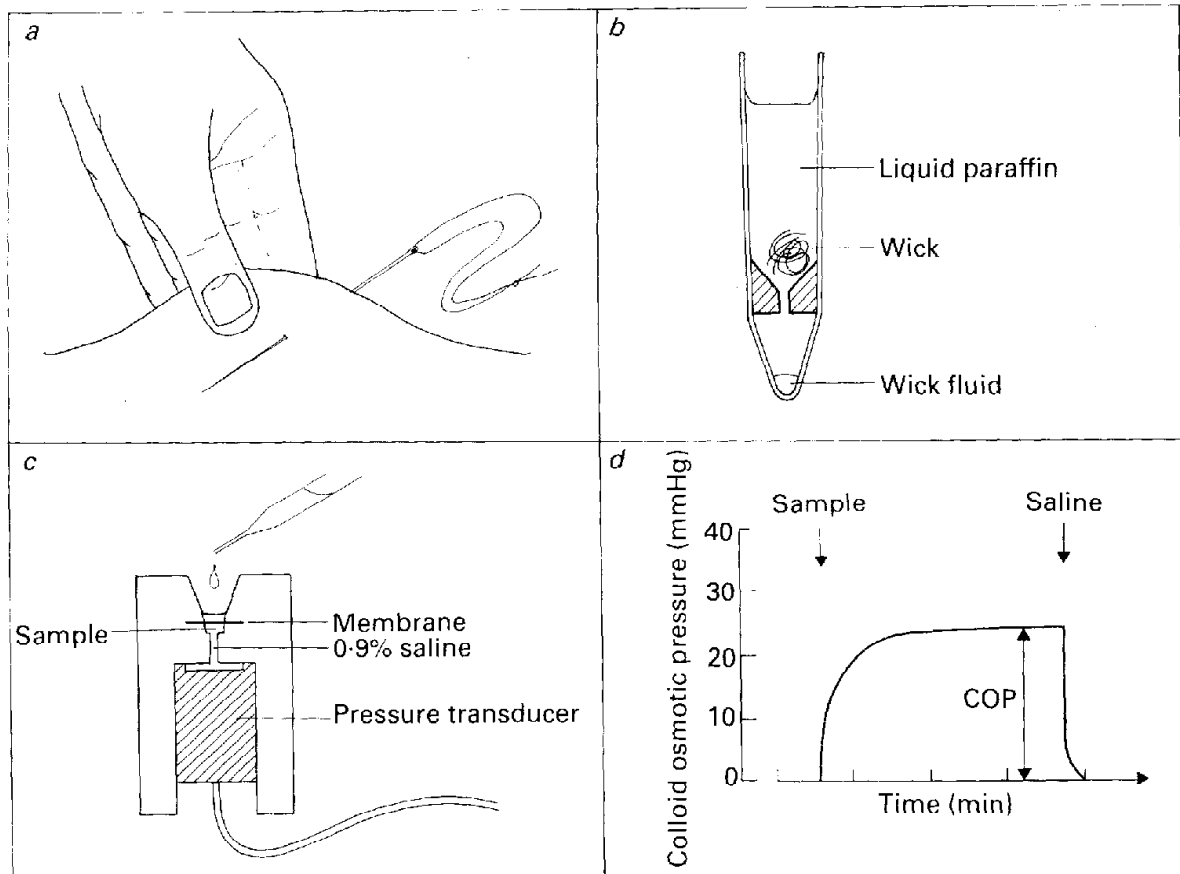 a
b
Liquid paraffin
Wick
Wick fluid
c
Membrane
Sample
0·9% saline
Pressure transducer
d
Colloid osmotic pressure (mmHg)
Sample
Saline
40
30
20
10
0
COP
Time (min)